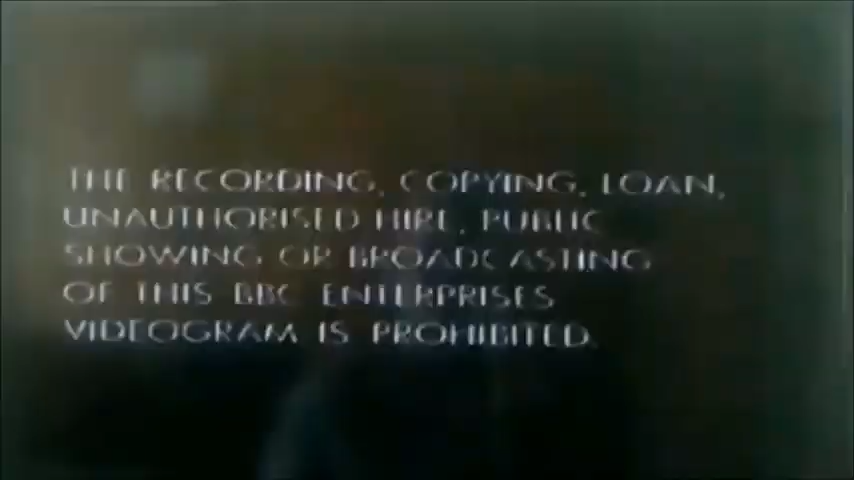 THE RECORDING, COPYING, LOAN,
UNAUTHORISED HIRE, PUBLIC
SHOWING OR BROADCASTING
OF THIS BBC ENTERPRISES
VIDEOGRAM IS PROHIBITED.